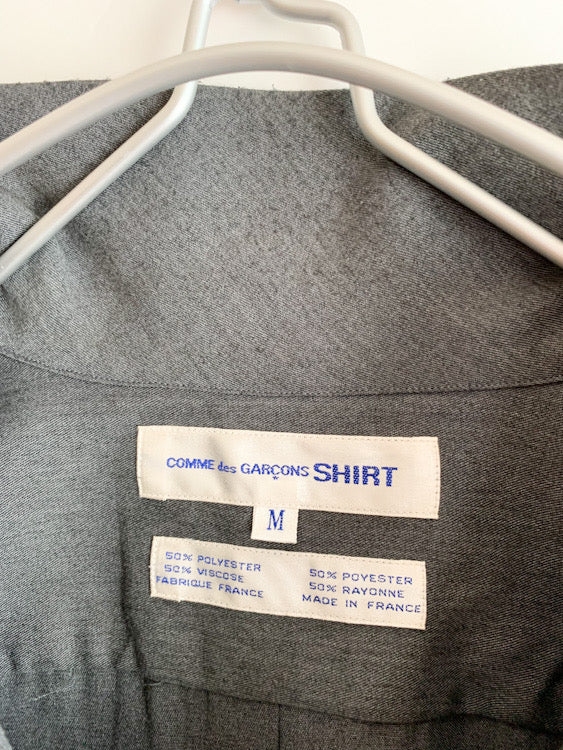 COMME des GARÇONS SHIRT
M
50% POLYESTER
50% VISCOSE
FABRIQUE FRANCE
50% POYESTER
50% RAYONNE
MADE IN FRANCE